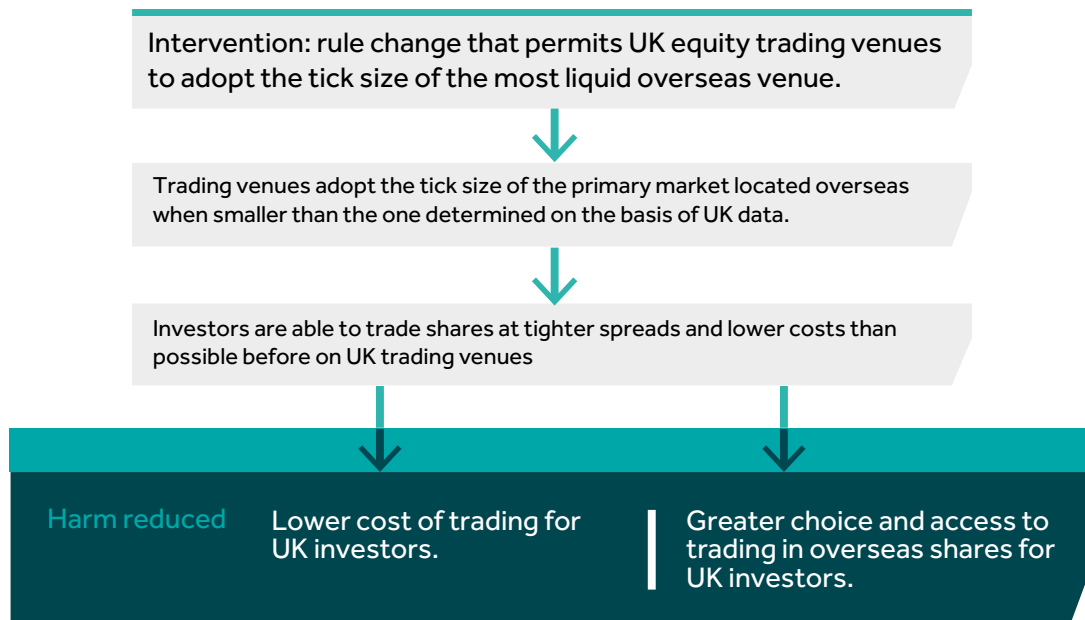 Intervention: rule change that permits UK equity trading venues
to adopt the tick size of the most liquid overseas venue.
Trading venues adopt the tick size of the primary market located overseas
when smaller than the one determined on the basis of UK data.
Investors are able to trade shares at tighter spreads and lower costs than
possible before on UK trading venues
Harm reduced
Lower cost of trading for
UK investors.
Greater choice and access to
trading in overseas shares for
UK investors.